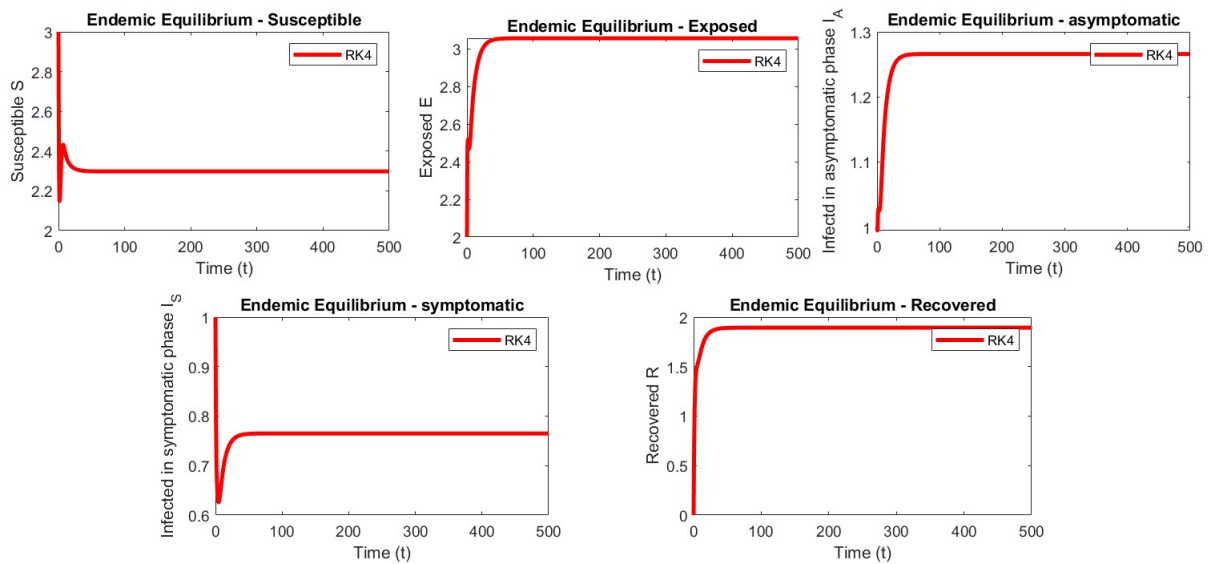 Endemic Equilibrium - Susceptible
Susceptible S
3
2.8
2.6
2.4
2.2
2
0 100 200 300 400 500
Time (t)
RK4
Endemic Equilibrium - Exposed
Exposed E
3
2.8
2.6
2.4
2.2
2
0 100 200 300 400 500
Time (t)
RK4
Endemic Equilibrium - asymptomatic
Infectd in asymptomatic phase I_A
1.3
1.2
1.1
1
0 100 200 300 400 500
Time (t)
RK4
Endemic Equilibrium - symptomatic
Infected in symptomatic phase I_S
1
0.9
0.8
0.7
0.6
0 100 200 300 400 500
Time (t)
RK4
Endemic Equilibrium - Recovered
Recovered R
2
1.5
1
0.5
0
0 100 200 300 400 500
Time (t)
RK4